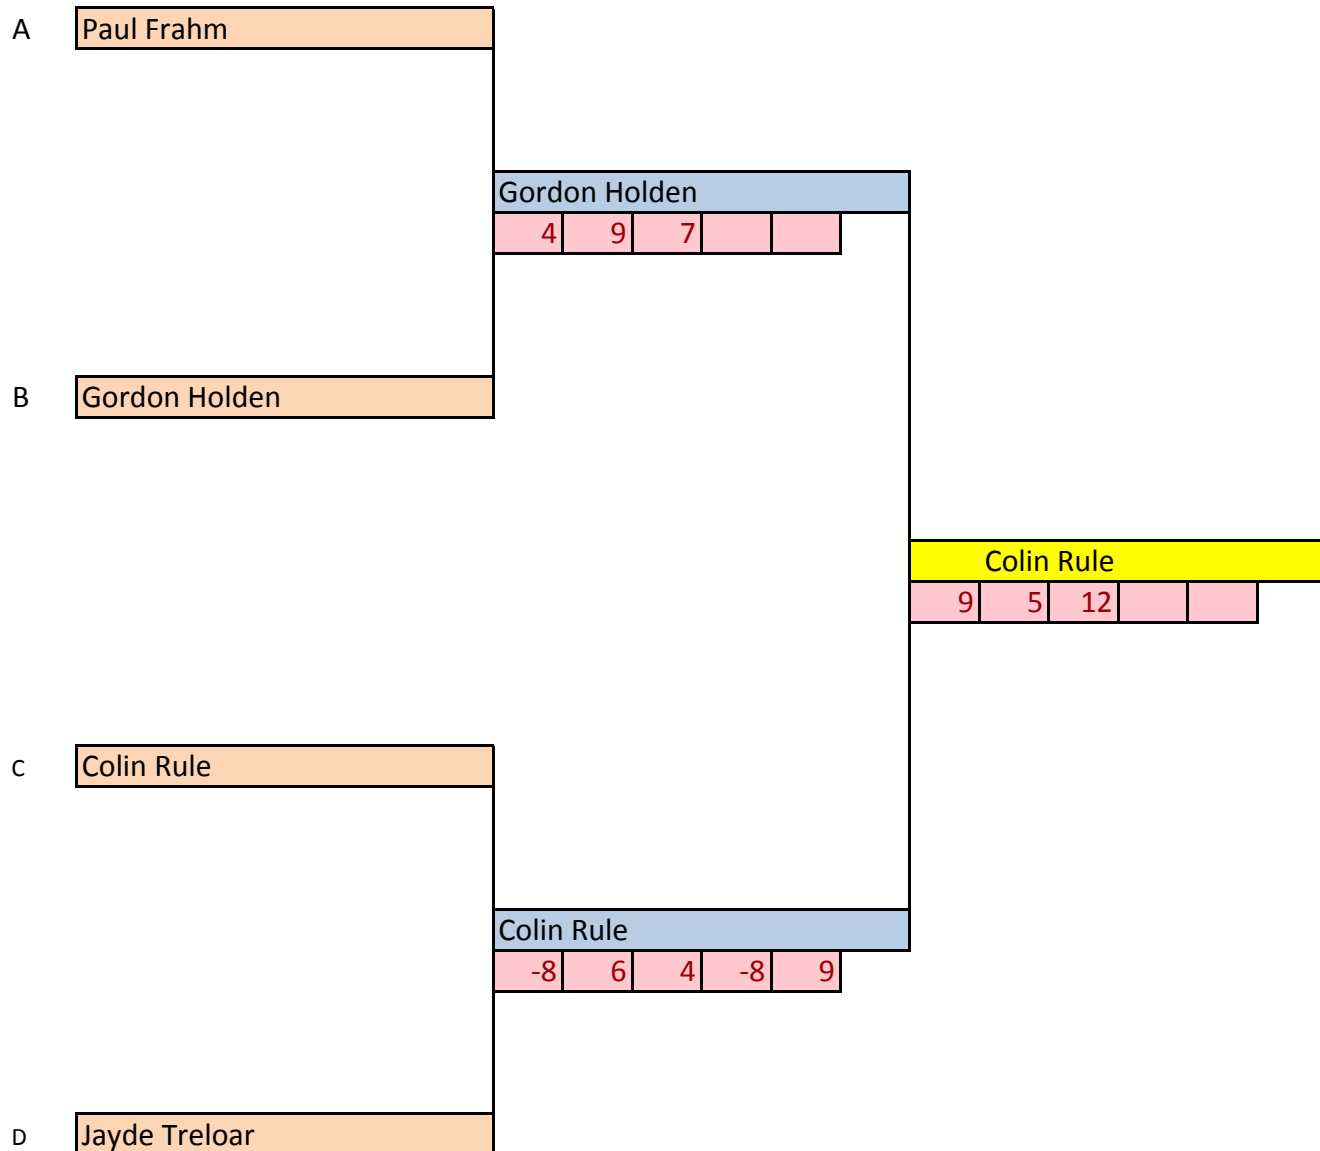 A Paul Frahm
Gordon Holden
4 9 7
B Gordon Holden
Colin Rule
9 5 12
C Colin Rule
Colin Rule
-8 6 4 -8 9
D Jayde Treloar